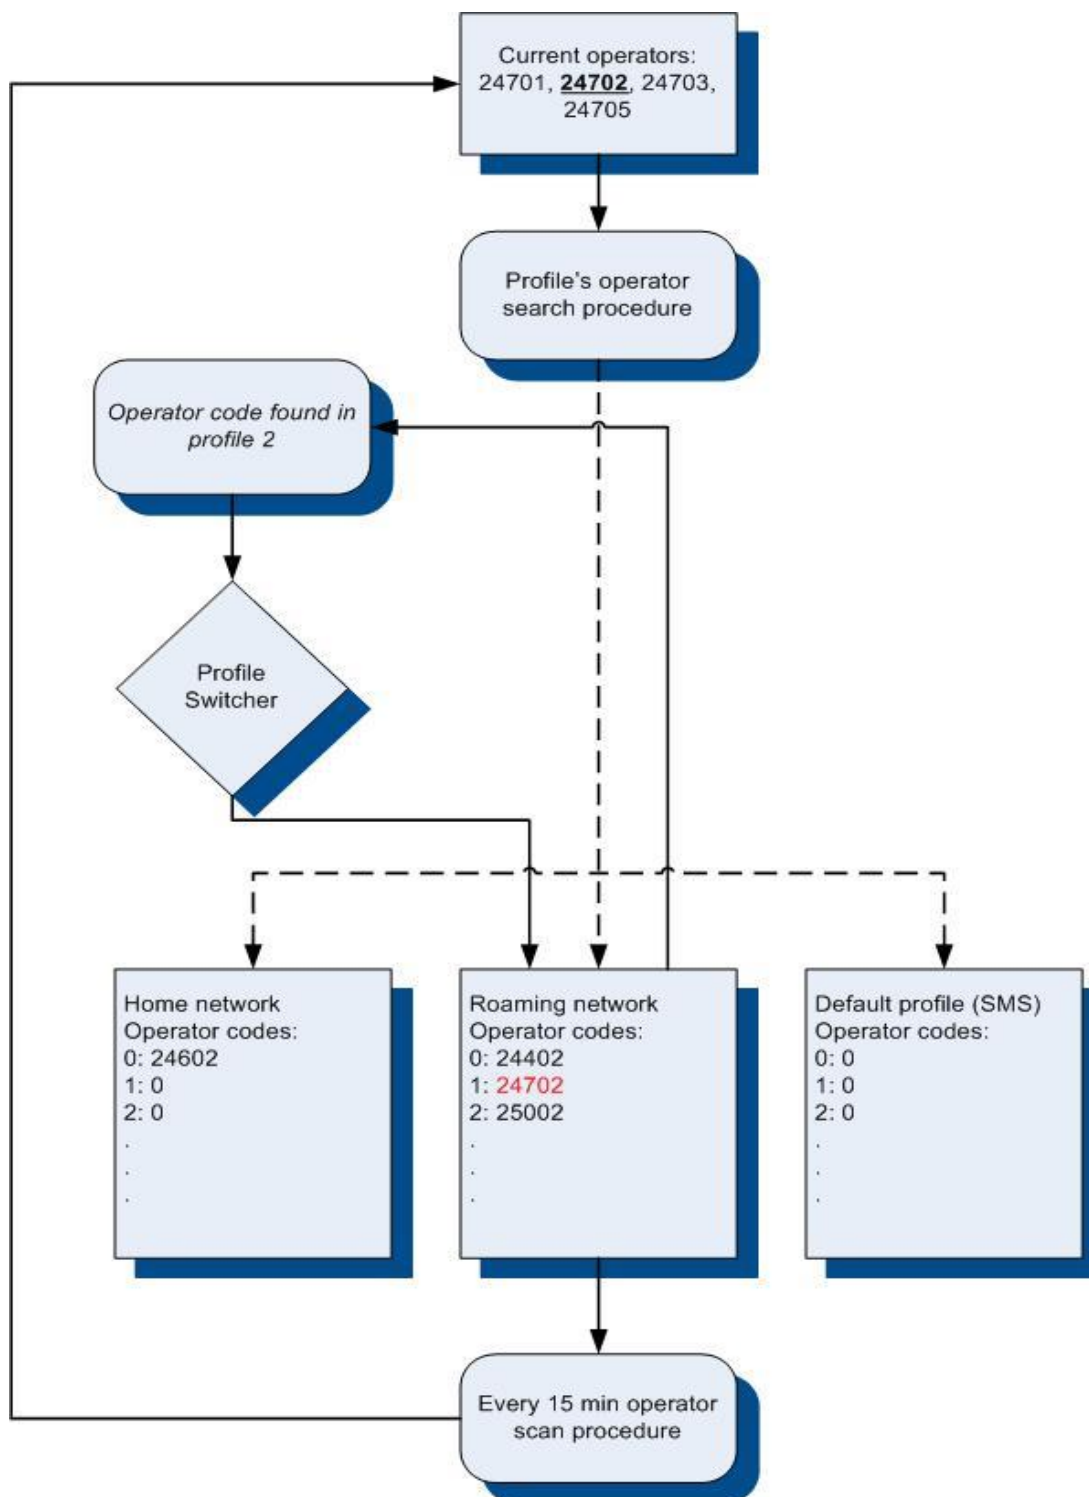 Current operators:
24701, 24702, 24703,
24705
Profile's operator
search procedure
Operator code found in
profile 2
Profile
Switcher
Home network
Operator codes:
0: 24602
1: 0
2: 0
.
.
.
Roaming network
Operator codes:
0: 24402
1: 24702
2: 25002
.
.
.
Default profile (SMS)
Operator codes:
0: 0
1: 0
2: 0
.
.
.
Every 15 min operator
scan procedure